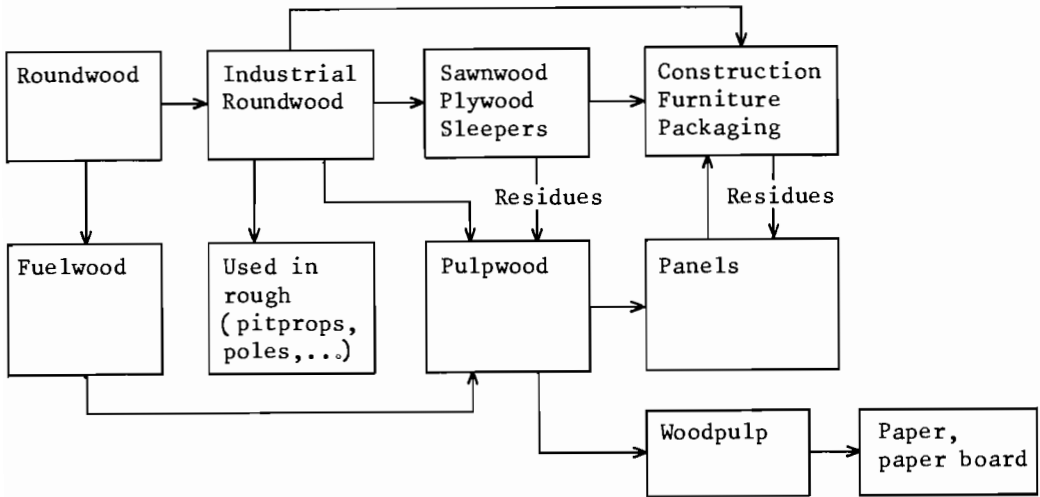 Roundwood
Industrial
Roundwood
Sawnwood
Plywood
Sleepers
Construction
Furniture
Packaging
Residues
Residues
Fuelwood
Used in
rough
(pitprops,
poles,...)
Pulpwood
Panels
Woodpulp
Paper,
paper board